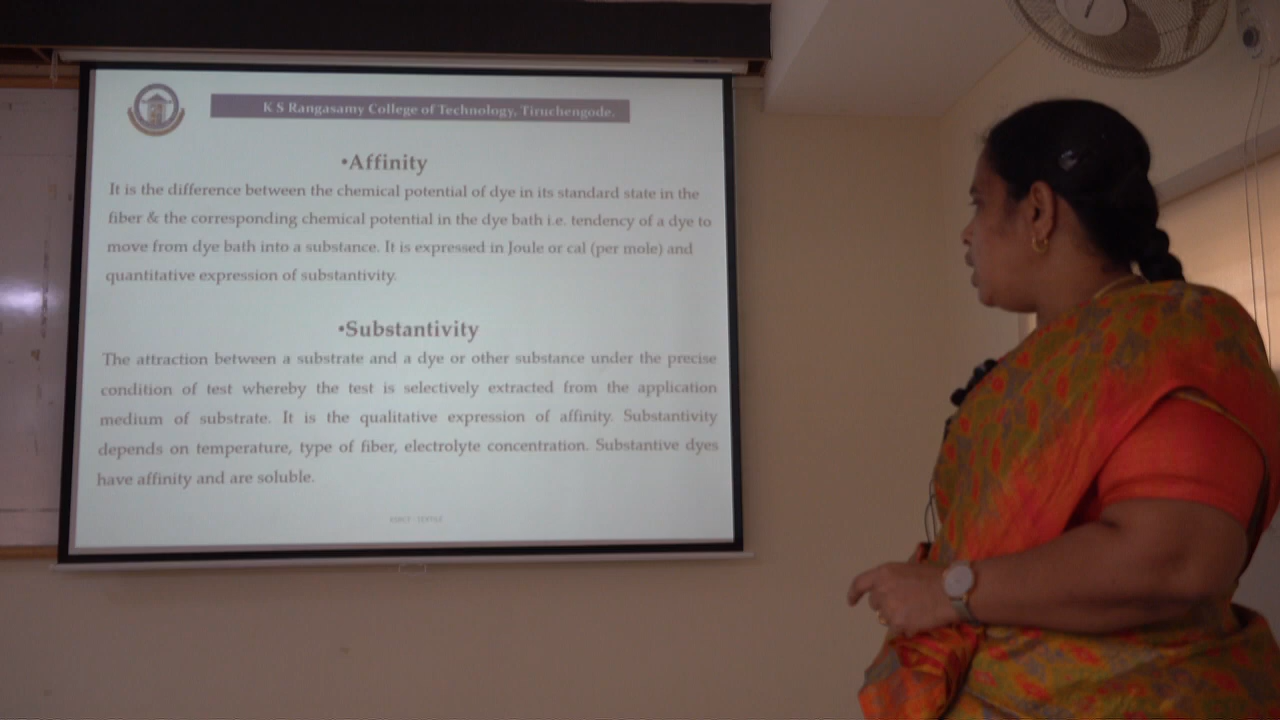 K S Rangasamy College of Technology, Tiruchengode.
•Affinity
It is the difference between the chemical potential of dye in its standard state in the
fiber & the corresponding chemical potential in the dye bath i.e. tendency of a dye to
move from dye bath into a substance. It is expressed in Joule or cal (per mole) and
quantitative expression of substantivity.
•Substantivity
The attraction between a substrate and a dye or other substance under the precise
condition of test whereby the test is selectively extracted from the application
medium of substrate. It is the qualitative expression of affinity. Substantivity
depends on temperature, type of fiber, electrolyte concentration. Substantive dyes
have affinity and are soluble.